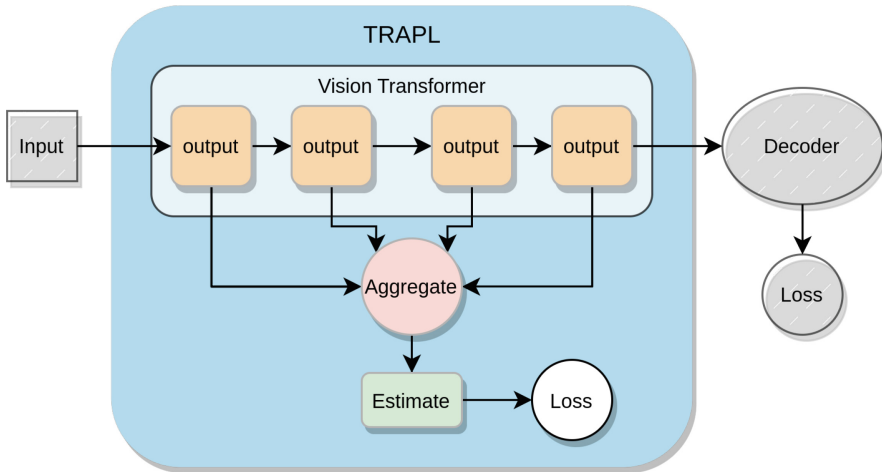 TRAPL
Vision Transformer
Input
output
output
output
output
Decoder
Aggregate
Loss
Estimate
Loss